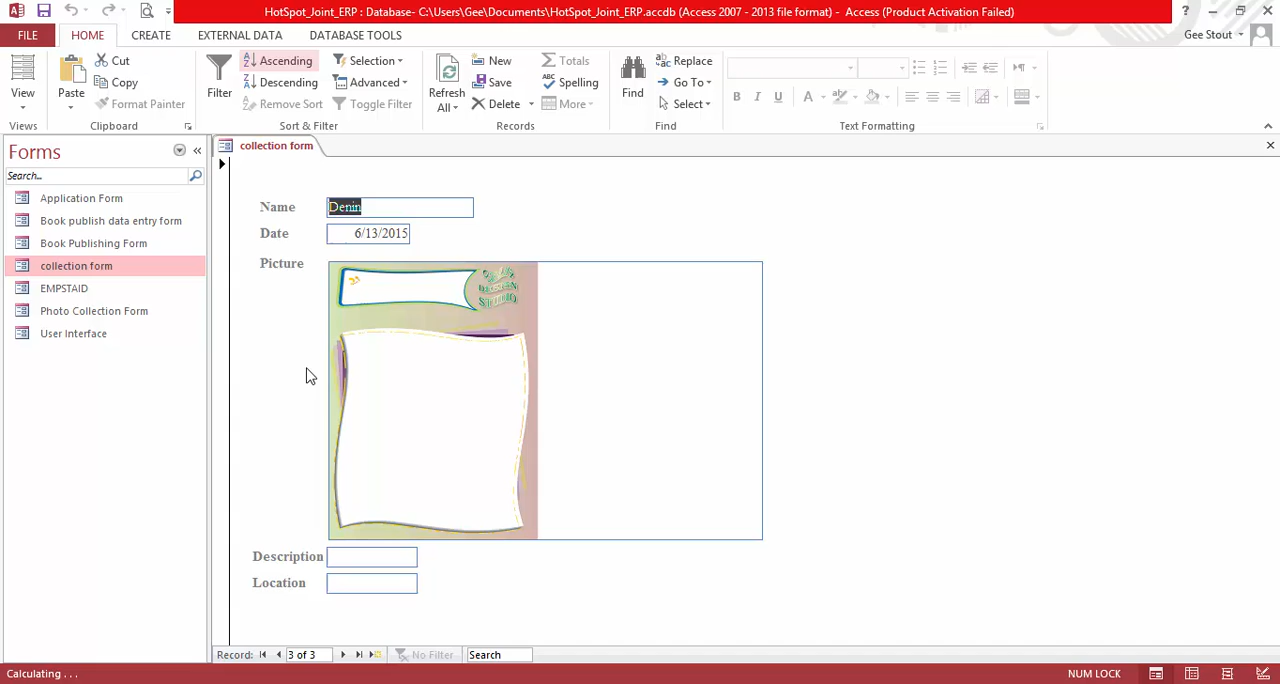 HotSpot_Joint_ERP : Database- C:\Users\Gee\Documents\HotSpot_Joint_ERP.accdb (Access 2007 - 2013 file format) - Access (Product Activation Failed)
FILE HOME CREATE EXTERNAL DATA DATABASE TOOLS Gee Stout
View Paste Cut Copy Format Painter Filter Ascending Descending Remove Sort Selection Advanced Toggle Filter Refresh All New Save Delete Totals Spelling More Find Replace Go To Select
Views Clipboard Sort & Filter Records Find Text Formatting
Forms
Search...
Application Form
Book publish data entry form
Book Publishing Form
collection form
EMPSTAID
Photo Collection Form
User Interface
collection form
Name Denin
Date 6/13/2015
Picture
Description
Location
Record: 3 of 3 No Filter Search
Calculating . . . NUM LOCK